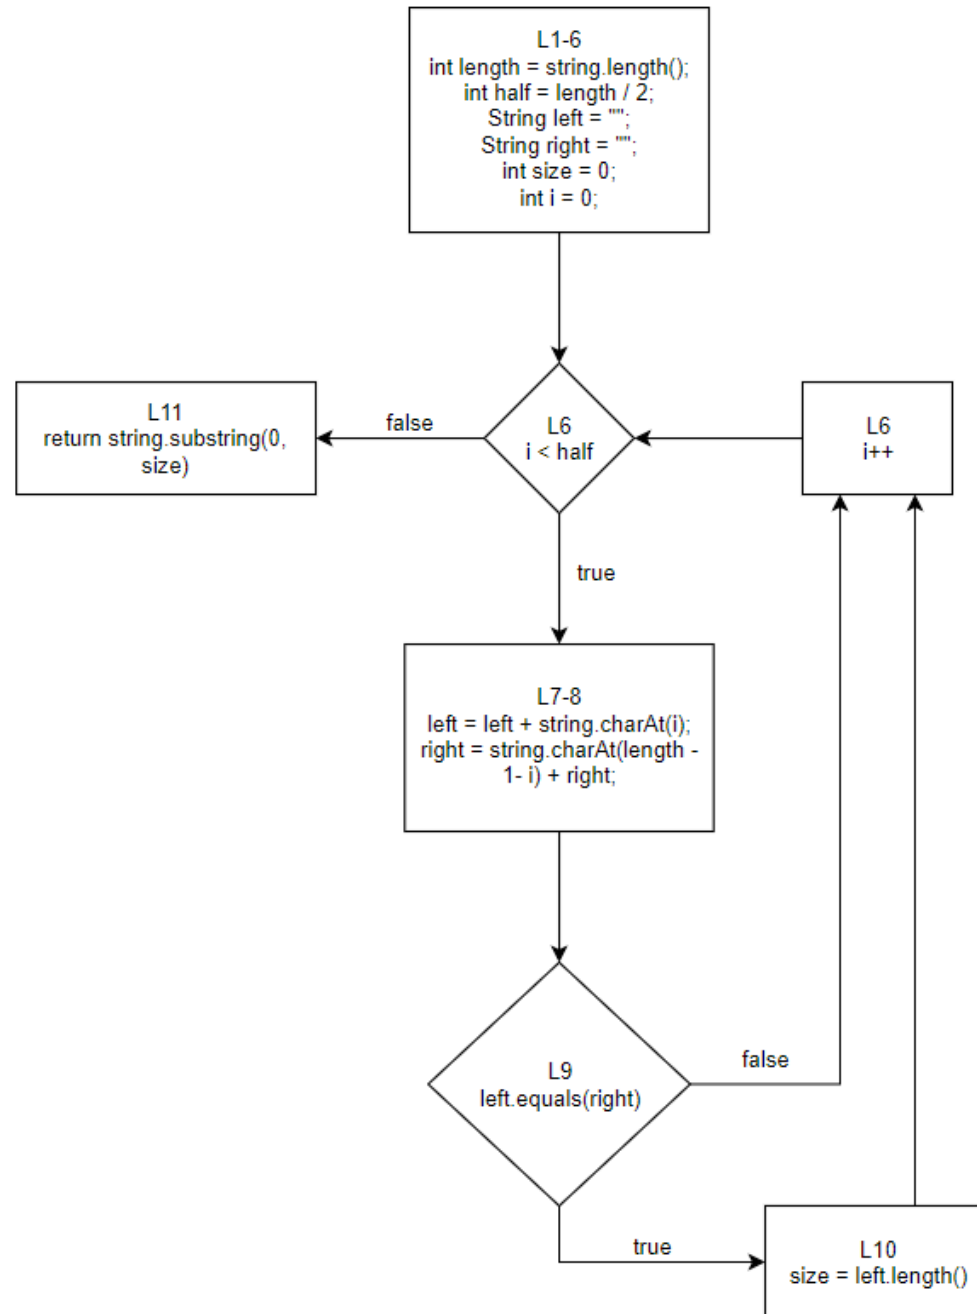 L1-6
int length = string.length();
int half = length / 2;
String left = "";
String right = "";
int size = 0;
int i = 0;
L11
return string.substring(0,
size)
false
L6
i < half
L6
i++
true
L7-8
left = left + string.charAt(i);
right = string.charAt(length -
1- i) + right;
L9
left.equals(right)
false
true
L10
size = left.length()